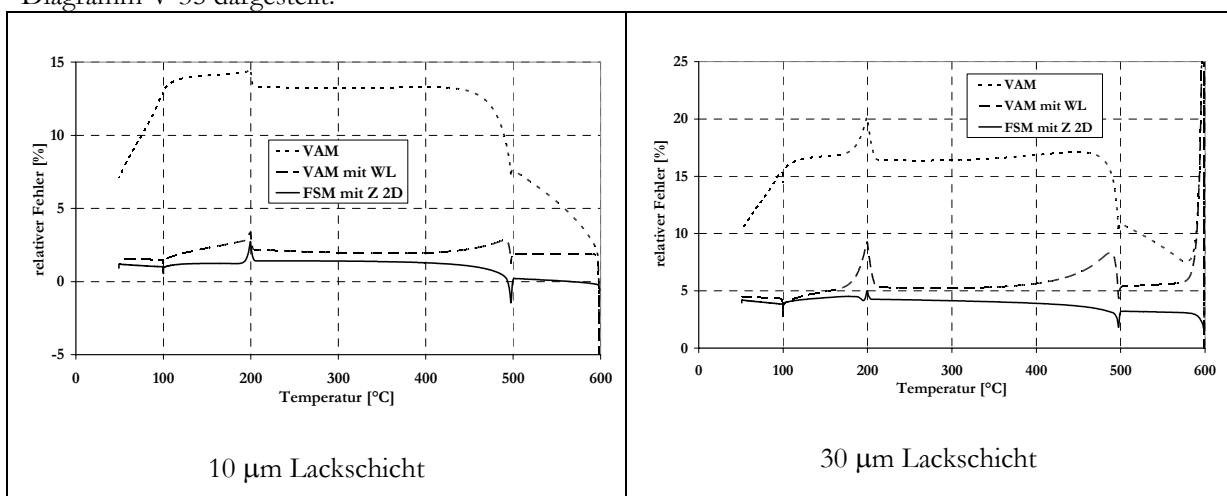 Diagramm V-35 dargestellt.
15
10
5
0
-5
relativer Fehler [%]
VAM
VAM mit WL
FSM mit Z 2D
0 100 200 300 400 500 600
Temperatur [°C]
10 μm Lackschicht
25
20
15
10
5
0
relativer Fehler [%]
VAM
VAM mit WL
FSM mit Z 2D
0 100 200 300 400 500 600
Temperatur [°C]
30 μm Lackschicht